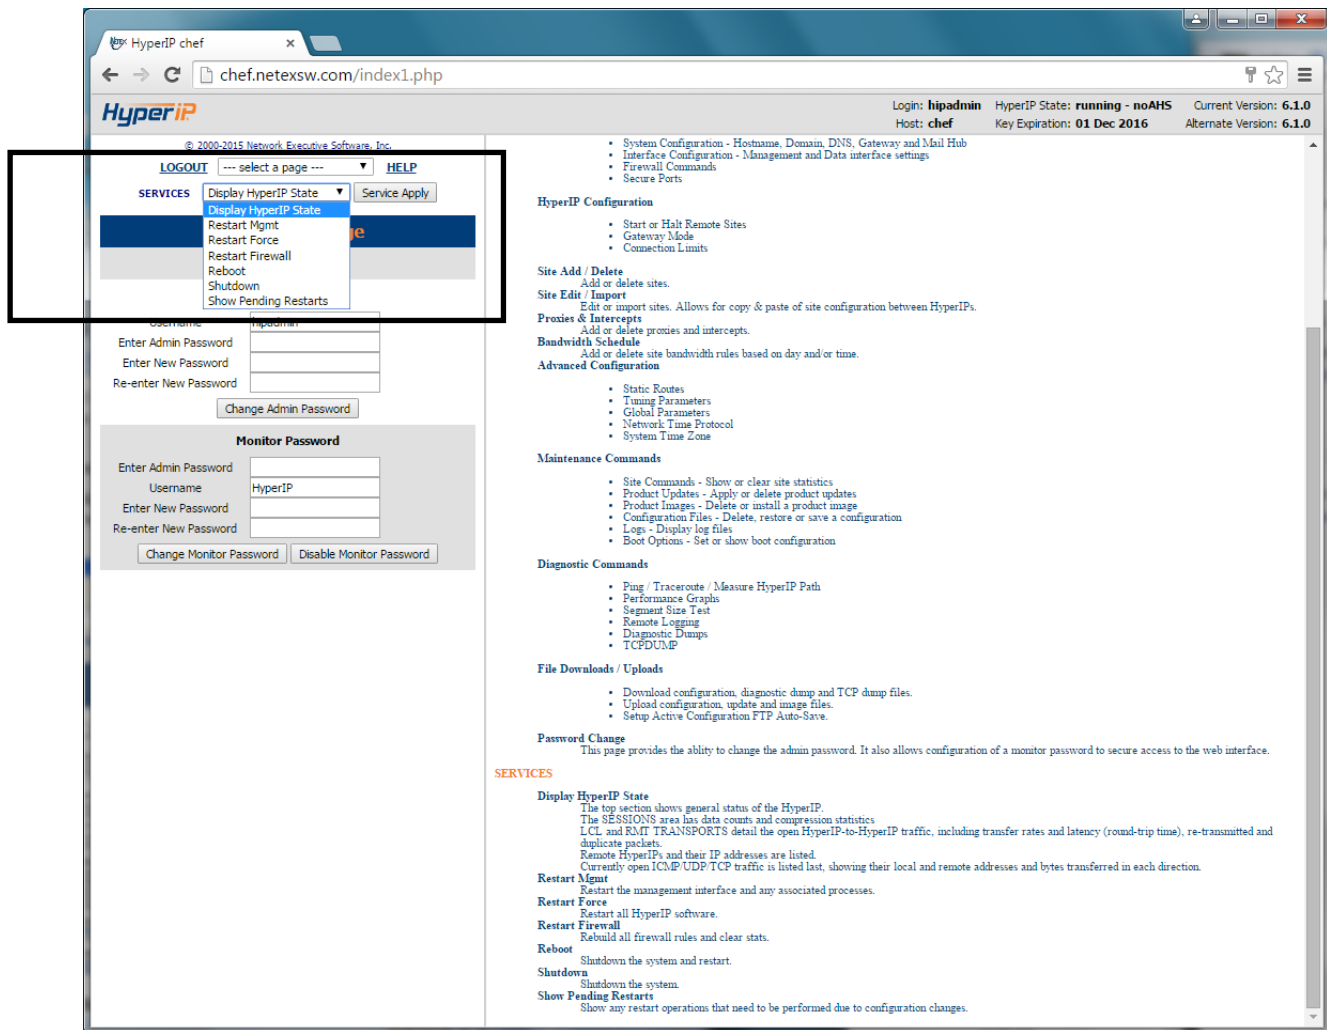 HyperIP chef
chef.netexsw.com/index1.php
HyperIP
Login: hipadmin HyperIP State: running - noAHS Current Version: 6.1.0
Host: chef Key Expiration: 01 Dec 2016 Alternate Version: 6.1.0
© 2000-2015 Network Executive Software, Inc.
LOGOUT --- select a page --- HELP
SERVICES Display HyperIP State Service Apply
Display HyperIP State
Restart Mgmt
Restart Force
Restart Firewall
Reboot
Shutdown
Show Pending Restarts
Username hipadmin
Enter Admin Password
Enter New Password
Re-enter New Password
Change Admin Password
Monitor Password
Enter Admin Password
Username HyperIP
Enter New Password
Re-enter New Password
Change Monitor Password Disable Monitor Password
• System Configuration - Hostname, Domain, DNS, Gateway and Mail Hub
• Interface Configuration - Management and Data interface settings
• Firewall Commands
• Secure Ports
HyperIP Configuration
• Start or Halt Remote Sites
• Gateway Mode
• Connection Limits
Site Add / Delete
Add or delete sites.
Site Edit / Import
Edit or import sites. Allows for copy & paste of site configuration between HyperIPs.
Proxies & Intercepts
Add or delete proxies and intercepts.
Bandwidth Schedule
Add or delete site bandwidth rules based on day and/or time.
Advanced Configuration
• Static Routes
• Tuning Parameters
• Global Parameters
• Network Time Protocol
• System Time Zone
Maintenance Commands
• Site Commands - Show or clear site statistics
• Product Updates - Apply or delete product updates
• Product Images - Delete or install a product image
• Configuration Files - Delete, restore or save a configuration
• Logs - Display log files
• Boot Options - Set or show boot configuration
Diagnostic Commands
• Ping / Traceroute / Measure HyperIP Path
• Performance Graphs
• Segment Size Test
• Remote Logging
• Diagnostic Dumps
• TCPDUMP
File Downloads / Uploads
• Download configuration, diagnostic dump and TCP dump files.
• Upload configuration, update and image files.
• Setup Active Configuration FTP Auto-Save.
Password Change
This page provides the ablity to change the admin password. It also allows configuration of a monitor password to secure access to the web interface.
SERVICES
Display HyperIP State
The top section shows general status of the HyperIP.
The SESSIONS area has data counts and compression statistics
LCL and RMT TRANSPORTS detail the open HyperIP-to-HyperIP traffic, including transfer rates and latency (round-trip time), re-transmitted and
duplicate packets.
Remote HyperIPs and their IP addresses are listed.
Currently open ICMP/UDP/TCP traffic is listed last, showing their local and remote addresses and bytes transferred in each direction.
Restart Mgmt
Restart the management interface and any associated processes.
Restart Force
Restart all HyperIP software.
Restart Firewall
Rebuild all firewall rules and clear stats.
Reboot
Shutdown the system and restart.
Shutdown
Shutdown the system.
Show Pending Restarts
Show any restart operations that need to be performed due to configuration changes.